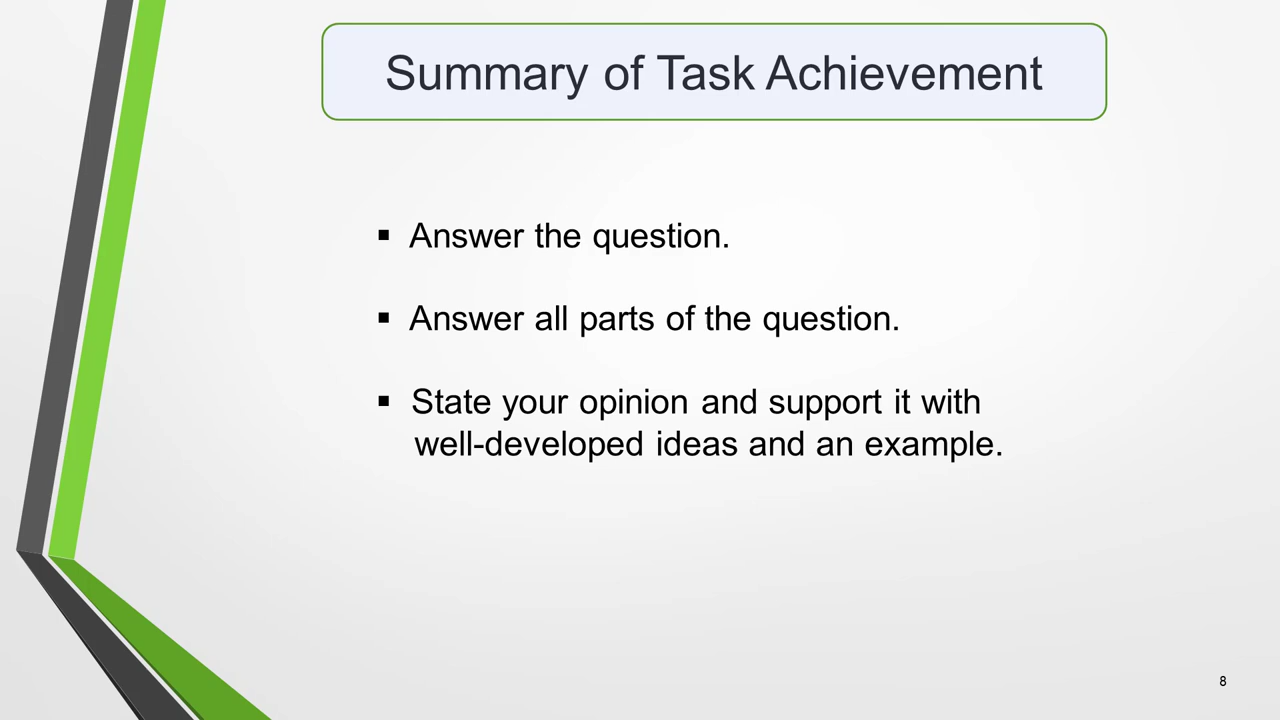 Summary of Task Achievement
▪ Answer the question.
▪ Answer all parts of the question.
▪ State your opinion and support it with
well-developed ideas and an example.
8